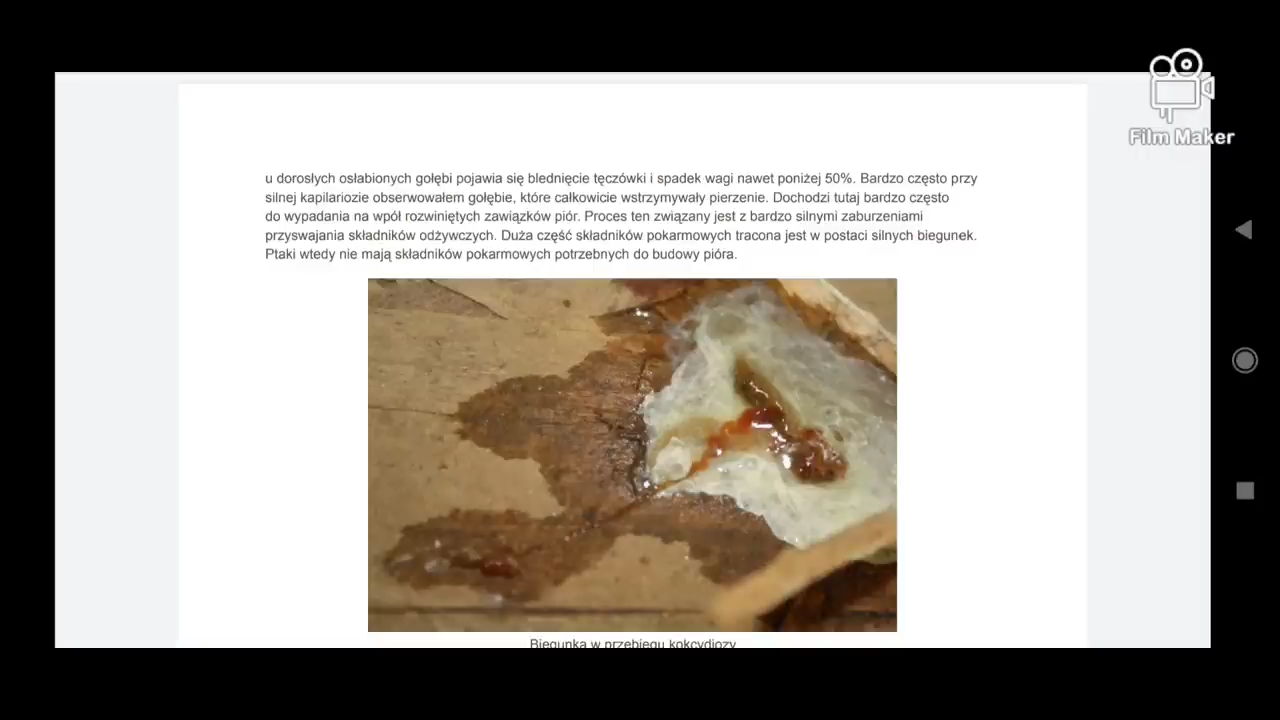 Film Maker
u dorosłych osłabionych gołębi pojawia się blednięcie tęczówki i spadek wagi nawet poniżej 50%. Bardzo często przy
silnej kapilariozie obserwowałem gołębie, które całkowicie wstrzymywały pierzenie. Dochodzi tutaj bardzo często
do wypadania na wpół rozwiniętych zawiązków piór. Proces ten związany jest z bardzo silnymi zaburzeniami
przyswajania składników odżywczych. Duża część składników pokarmowych tracona jest w postaci silnych biegunek.
Ptaki wtedy nie mają składników pokarmowych potrzebnych do budowy pióra.
Biegunka w przebiegu kokcydiozy